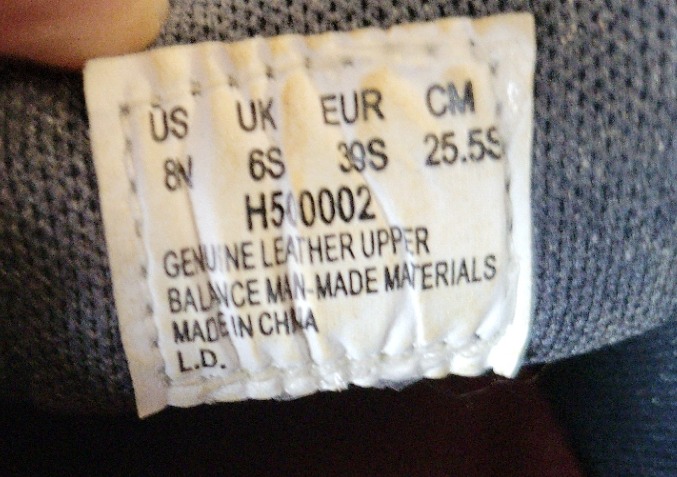 US UK EUR CM
8M 6S 39S 25.5S
H500002
GENUINE LEATHER UPPER
BALANCE MAN-MADE MATERIALS
MADE IN CHINA
L.D.